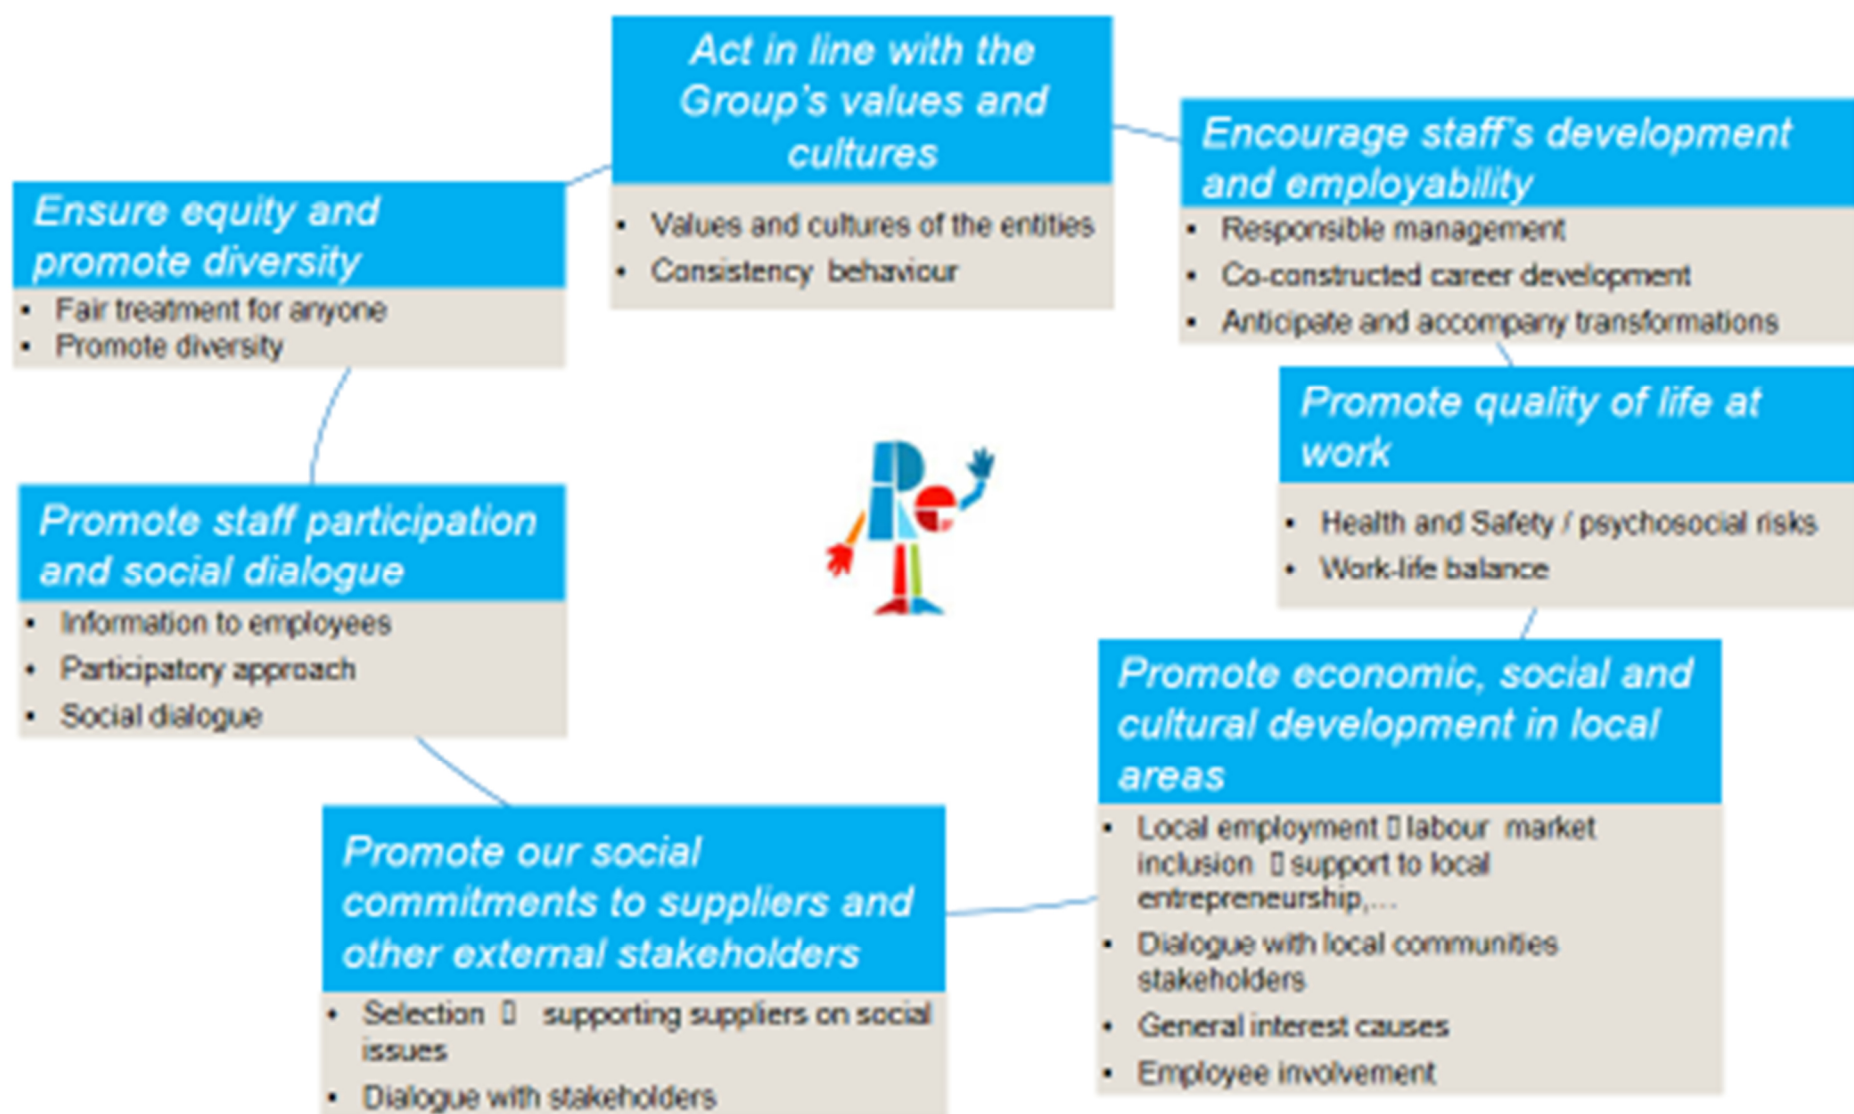 Act in line with the
Group's values and
cultures
• Values and cultures of the entities
• Consistency behaviour
Encourage staff's development
and employability
• Responsible management
• Co-constructed career development
• Anticipate and accompany transformations
Promote quality of life at
work
• Health and Safety / psychosocial risks
• Work-life balance
Promote economic, social and
cultural development in local
areas
• Local employment ▯ labour market
inclusion ▯ support to local
entrepreneurship,...
• Dialogue with local communities
stakeholders
• General interest causes
• Employee involvement
Promote our social
commitments to suppliers and
other external stakeholders
• Selection ▯ supporting suppliers on social
issues
• Dialogue with stakeholders
Promote staff participation
and social dialogue
• Information to employees
• Participatory approach
• Social dialogue
Ensure equity and
promote diversity
• Fair treatment for anyone
• Promote diversity